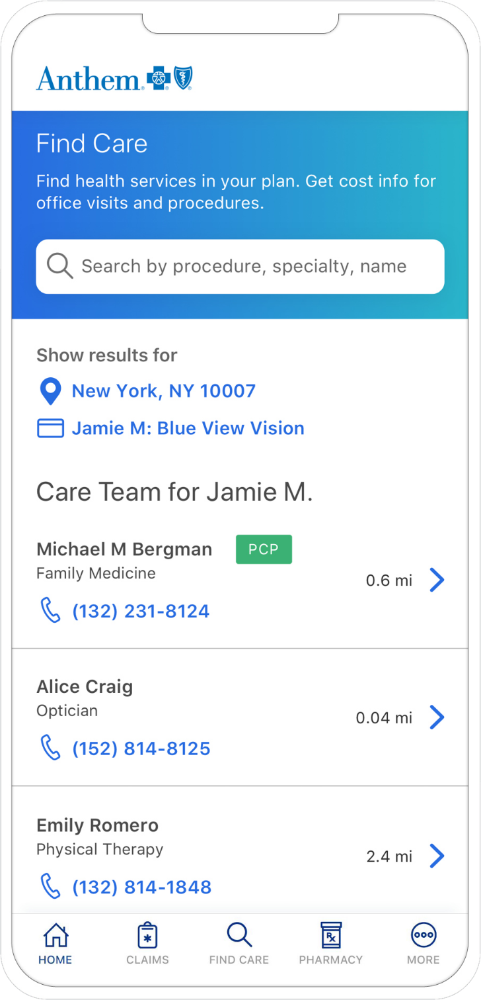 Anthem
Find Care
Find health services in your plan. Get cost info for
office visits and procedures.
Search by procedure, specialty, name
Show results for
New York, NY 10007
Jamie M: Blue View Vision
Care Team for Jamie M.
Michael M Bergman PCP
Family Medicine
0.6 mi
(132) 231-8124
Alice Craig
Optician
0.04 mi
(152) 814-8125
Emily Romero
Physical Therapy
2.4 mi
(132) 814-1848
HOME CLAIMS FIND CARE PHARMACY MORE